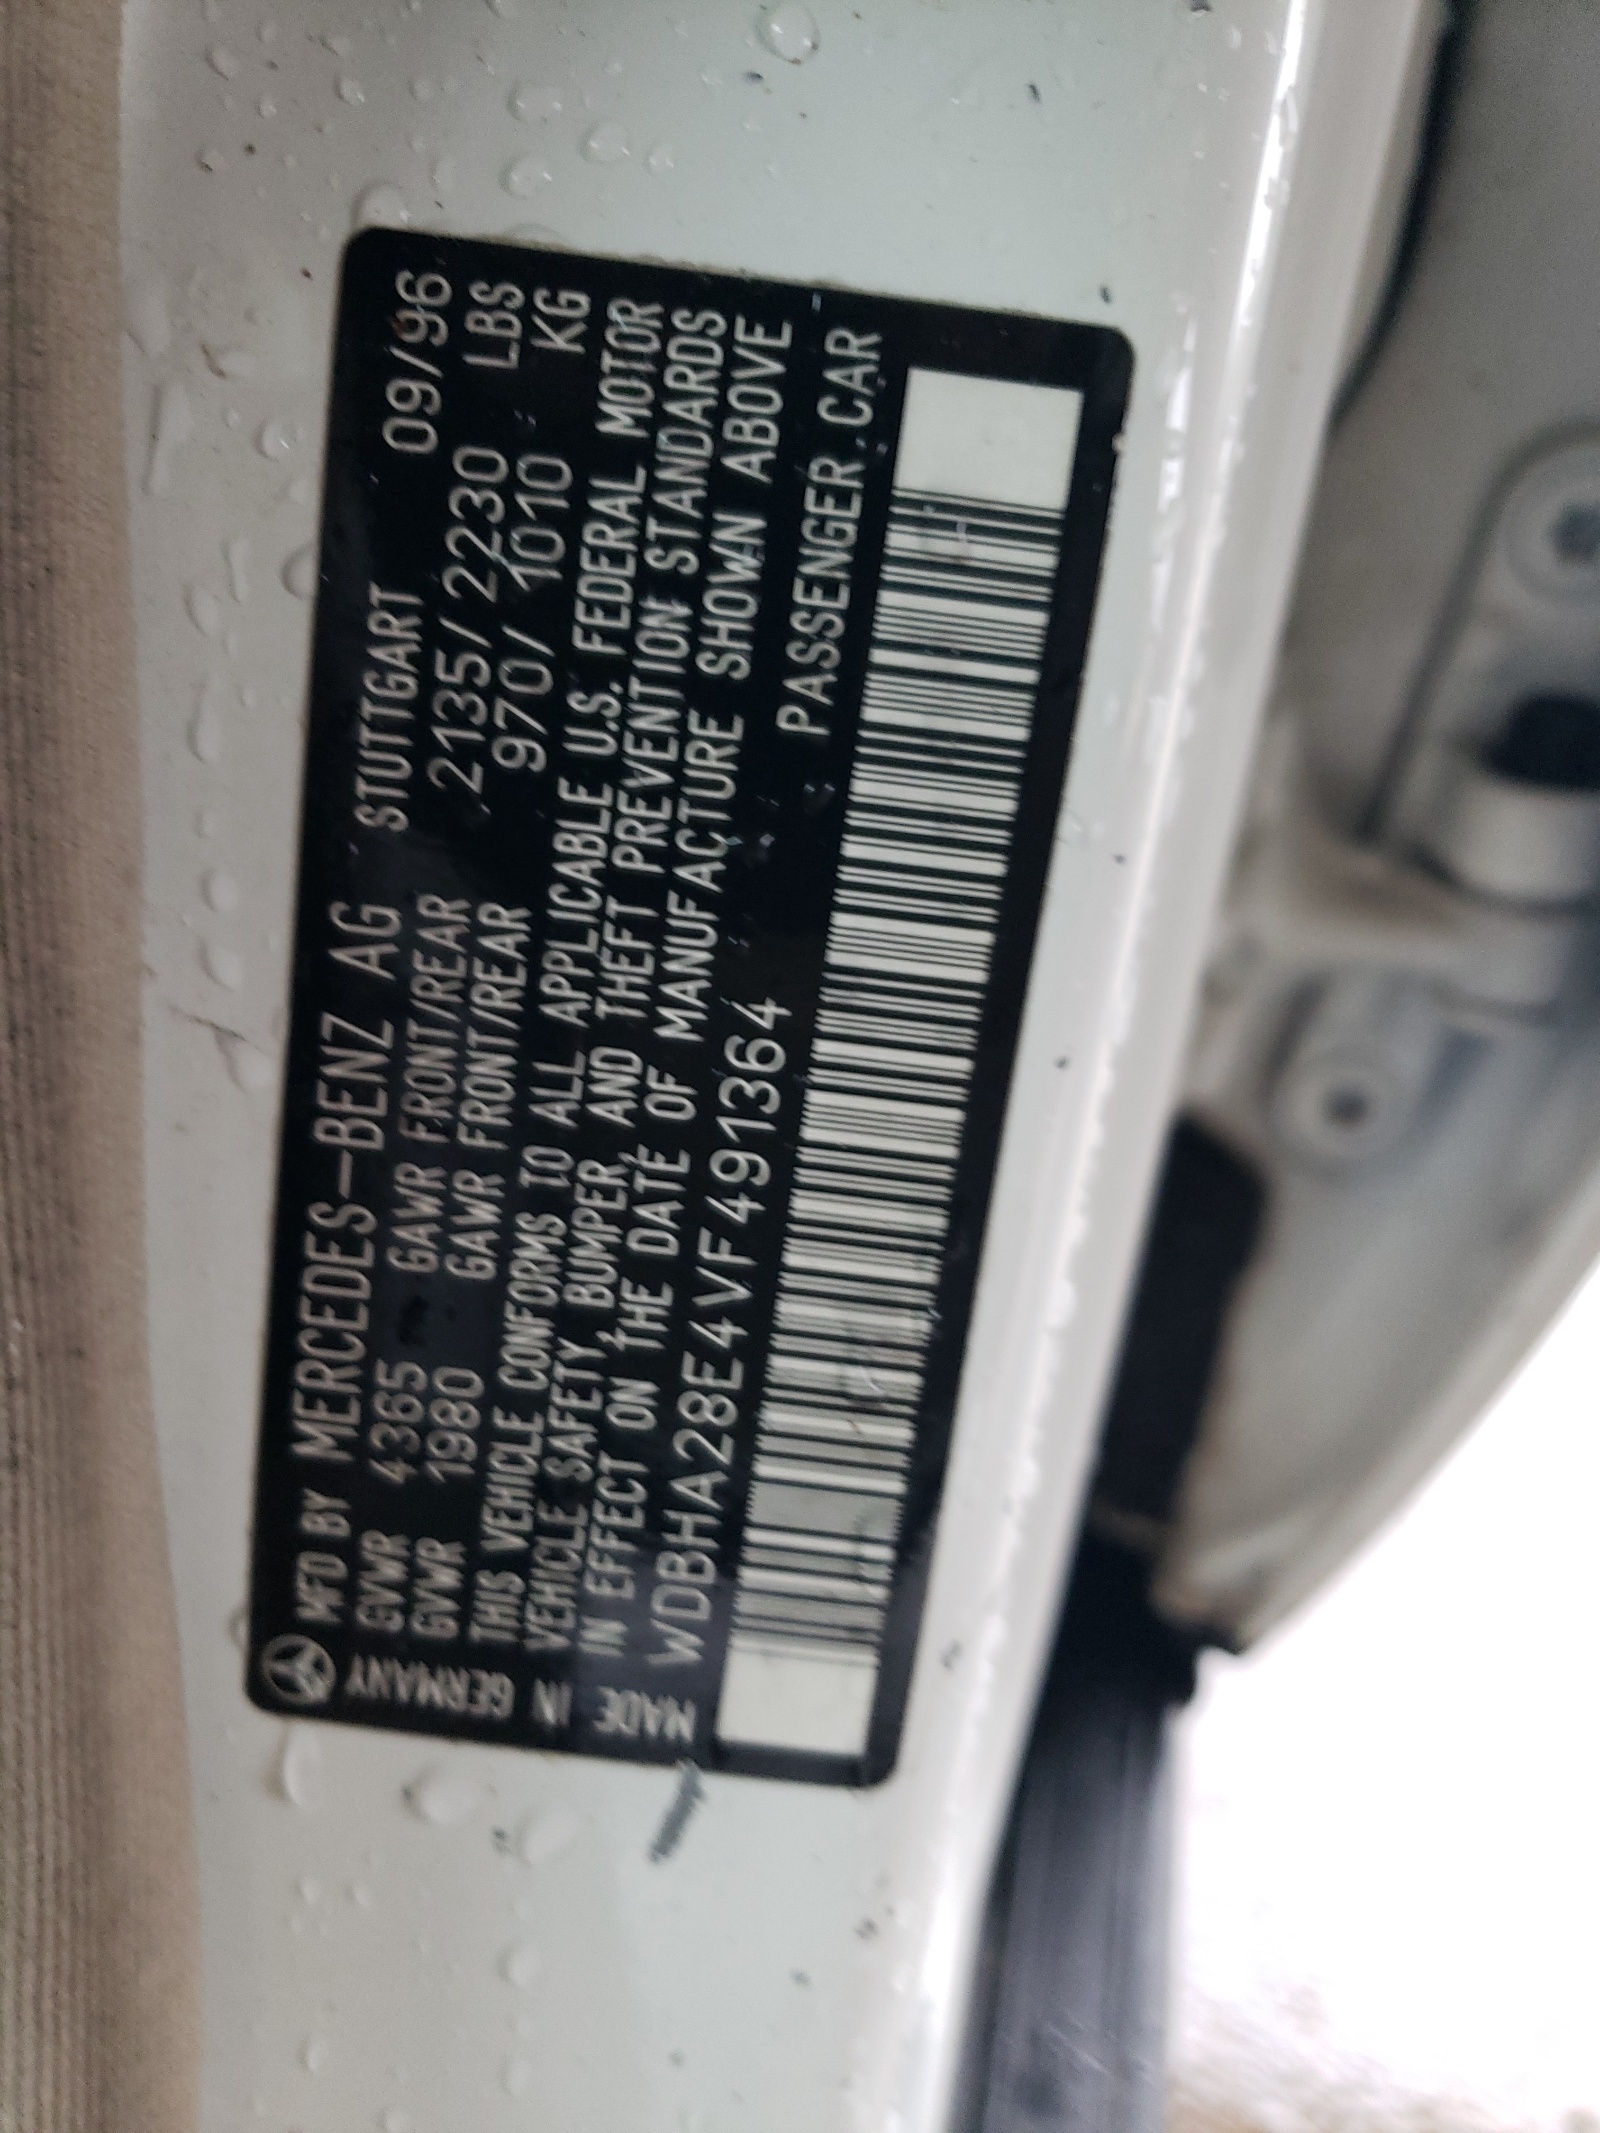 MFD BY MERCEDES-BENZ AG STUTTGART 09/96
GVWR 4365 GAWR FRONT/REAR 2135/2230 LBS
GVWR 1980 GAWR FRONT/REAR 970/1010 KG
THIS VEHICLE CONFORMS TO ALL APPLICABLE U.S. FEDERAL MOTOR
VEHICLE SAFETY, BUMPER, AND THEFT PREVENTION STANDARDS
IN EFFECT ON THE DATE OF MANUFACTURE SHOWN ABOVE
WDBHA28E4VF491364 PASSENGER CAR
MADE IN GERMANY